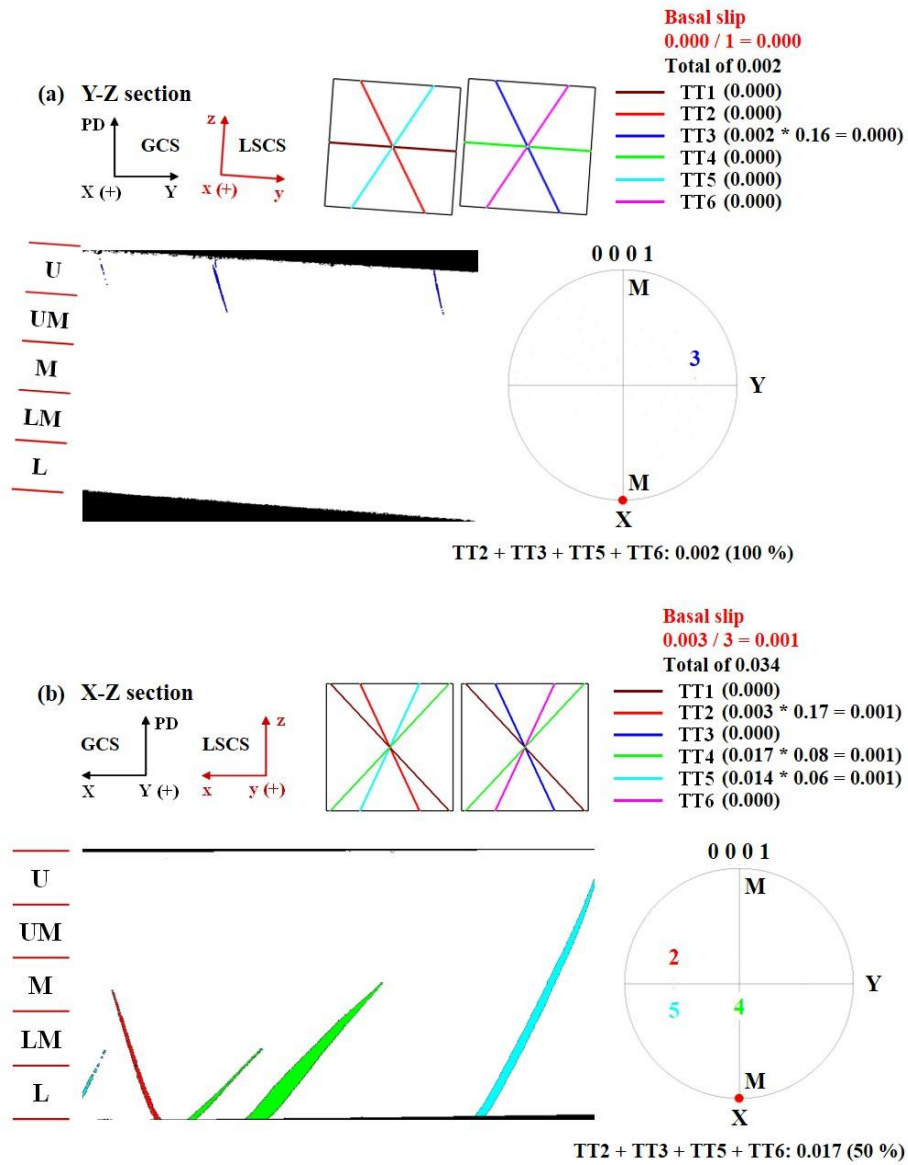 Basal slip
0.000 / 1 = 0.000
Total of 0.002
(a) Y-Z section
TT1 (0.000)
TT2 (0.000)
TT3 (0.002 * 0.16 = 0.000)
TT4 (0.000)
TT5 (0.000)
TT6 (0.000)
PD
GCS
X (+)
Y
z
LSCS
x (+)
y
U
UM
M
LM
L
0 0 0 1
M
3
Y
M
X
TT2 + TT3 + TT5 + TT6: 0.002 (100 %)
Basal slip
0.003 / 3 = 0.001
Total of 0.034
(b) X-Z section
TT1 (0.000)
TT2 (0.003 * 0.17 = 0.001)
TT3 (0.000)
TT4 (0.017 * 0.08 = 0.001)
TT5 (0.014 * 0.06 = 0.001)
TT6 (0.000)
PD
GCS
X
Y (+)
z
LSCS
x
y (+)
U
UM
M
LM
L
0 0 0 1
M
2
Y
5
4
M
X
TT2 + TT3 + TT5 + TT6: 0.017 (50 %)